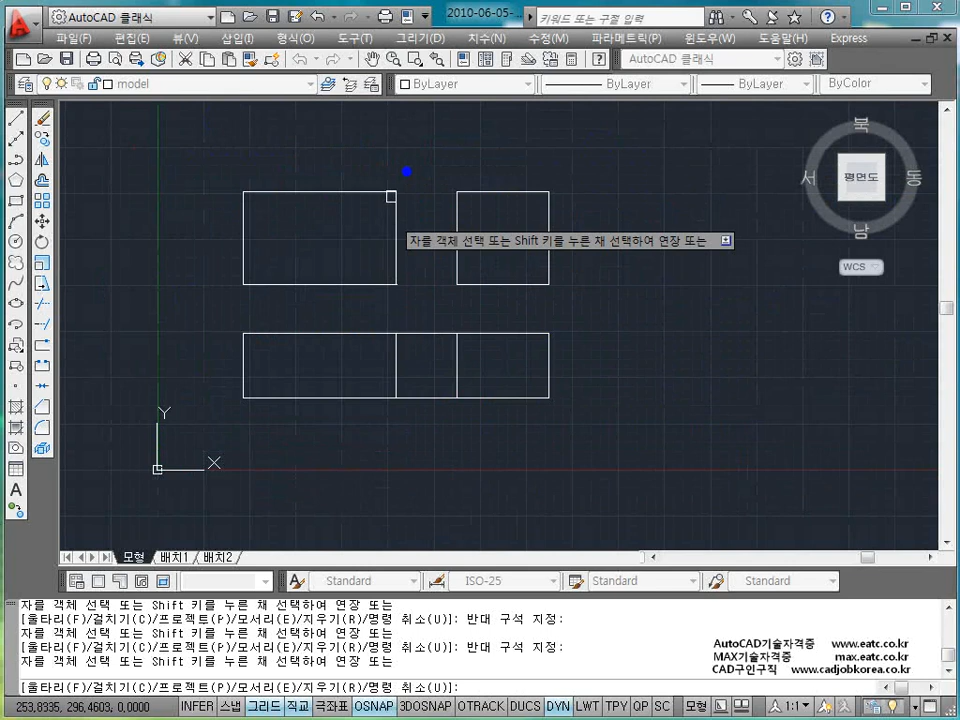 AutoCAD 클래식
2010-06-05-...
키워드 또는 구절 입력
파일(F) 편집(E) 뷰(V) 삽입(I) 형식(O) 도구(T) 그리기(D) 치수(N) 수정(M) 파라메트릭(P) 윈도우(W) 도움말(H) Express
AutoCAD 클래식
model ByLayer ByLayer ByLayer ByColor
북
서 평면도 동
남
WCS
자를 객체 선택 또는 Shift 키를 누른 채 선택하여 연장 또는
Y
X
A
모형 배치1 배치2
Standard ISO-25 Standard Standard
자를 객체 선택 또는 Shift 키를 누른 채 선택하여 연장 또는
[울타리(F)/걸치기(C)/프로젝트(P)/모서리(E)/지우기(R)/명령 취소(U)]: 반대 구석 지정:
자를 객체 선택 또는 Shift 키를 누른 채 선택하여 연장 또는
[울타리(F)/걸치기(C)/프로젝트(P)/모서리(E)/지우기(R)/명령 취소(U)]: 반대 구석 지정:
자를 객체 선택 또는 Shift 키를 누른 채 선택하여 연장 또는
[울타리(F)/걸치기(C)/프로젝트(P)/모서리(E)/지우기(R)/명령 취소(U)]:
AutoCAD기술자격증 www.eatc.co.kr
MAX기술자격증 max.eatc.co.kr
CAD구인구직 www.cadjobkorea.co.kr
253,8335, 296,4603, 0,0000 INFER 스냅 그리드 직교 극좌표 OSNAP 3DOSNAP OTRACK DUCS DYN LWT TPY QP SC 모형 1:1